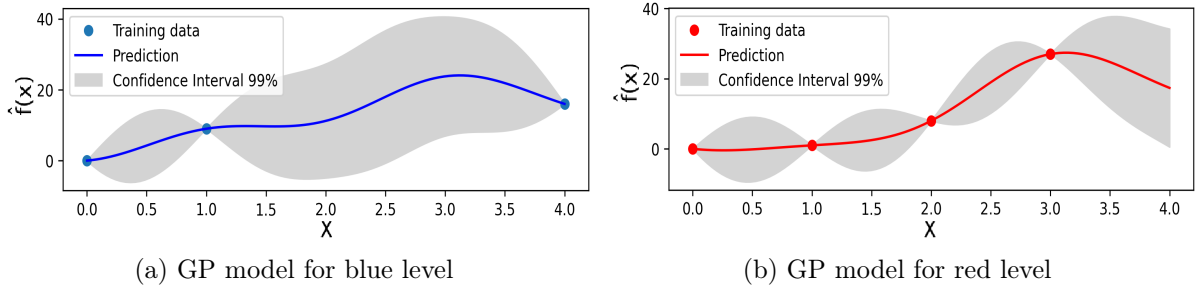 40
20
0
f̂(x)
Training data
Prediction
Confidence Interval 99%
0.0 0.5 1.0 1.5 2.0 2.5 3.0 3.5 4.0
X
(a) GP model for blue level
40
20
0
f̂(x)
Training data
Prediction
Confidence Interval 99%
0.0 0.5 1.0 1.5 2.0 2.5 3.0 3.5 4.0
X
(b) GP model for red level